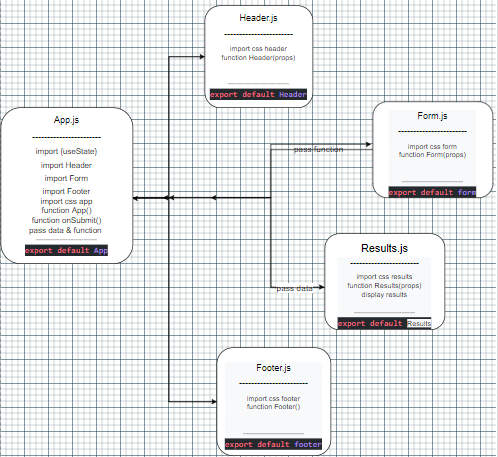 Header.js
import css header
function Header(props)
export default Header
App.js
import {useState}
import Header
import Form
import Footer
import css app
function App()
function onSubmit()
pass data & function
export default App
pass function
Form.js
import css form
function Form(props)
export default form
Results.js
import css results
function Results(props)
display results
export default Results
pass data
Footer.js
import css footer
function Footer()
export default footer